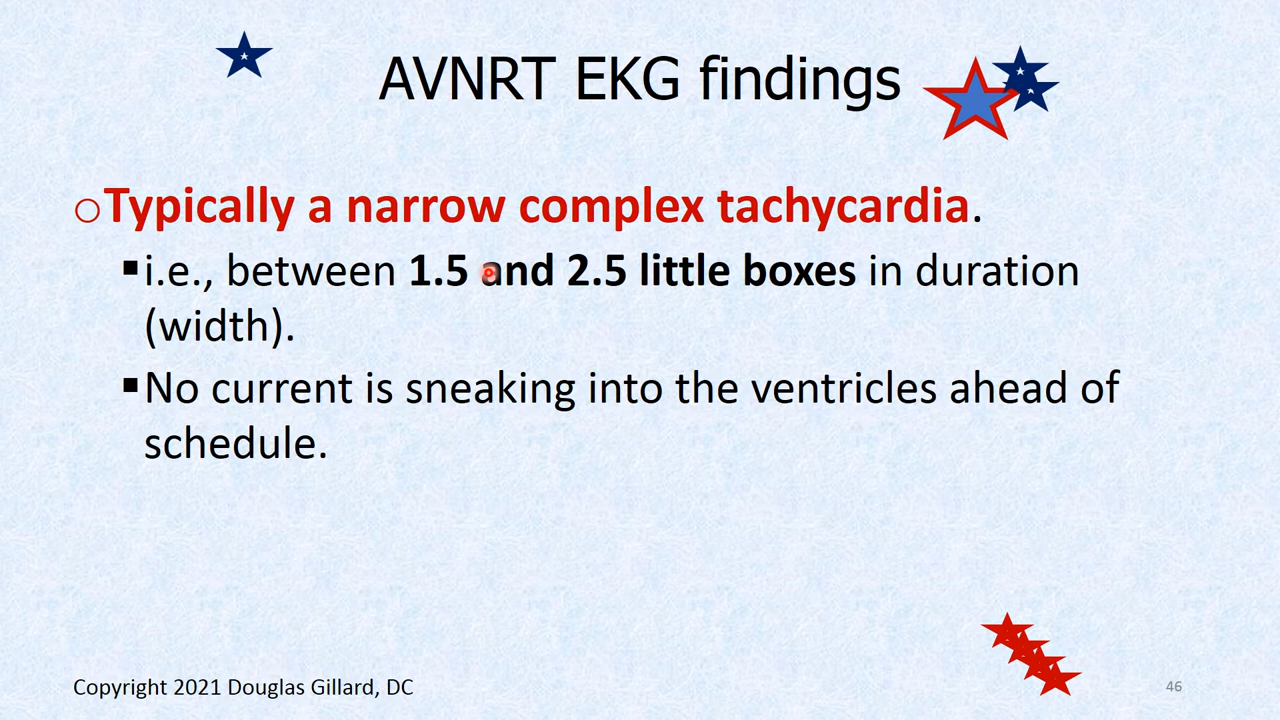 AVNRT EKG findings
Typically a narrow complex tachycardia.
i.e., between 1.5 and 2.5 little boxes in duration
(width).
No current is sneaking into the ventricles ahead of
schedule.
Copyright 2021 Douglas Gillard, DC
46